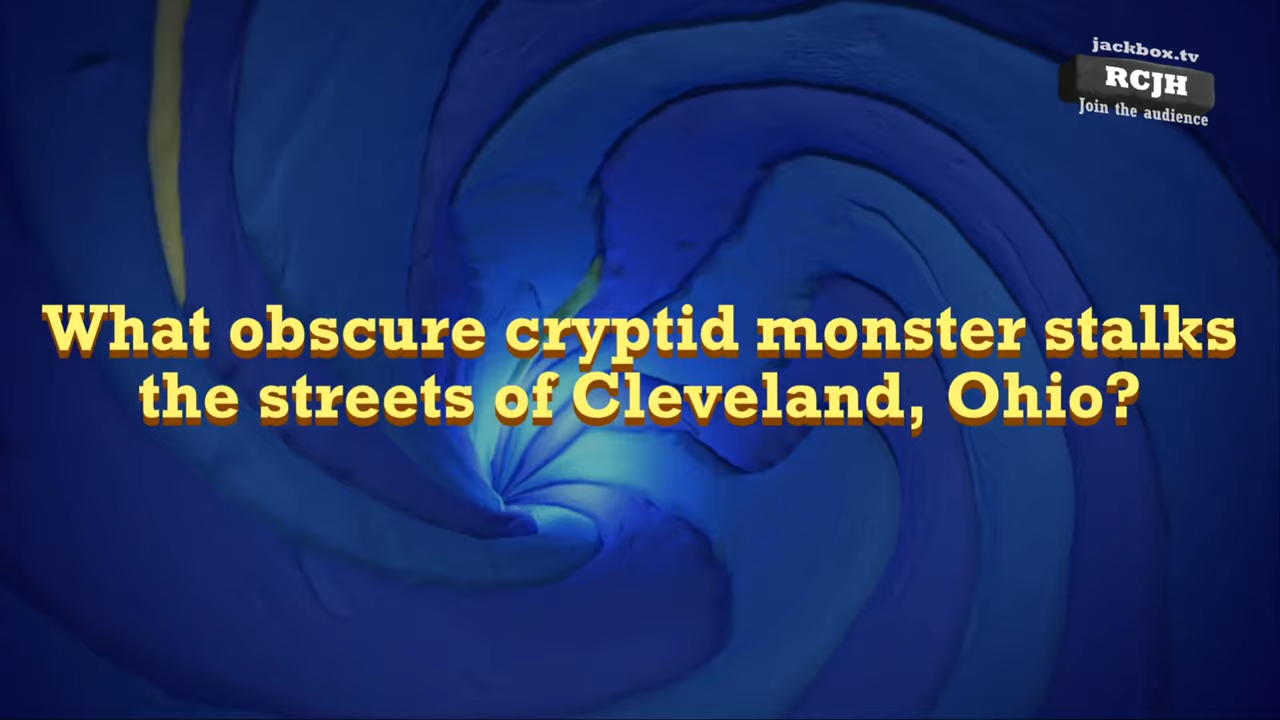 jackbox.tv
RCJH
Join the audience
What obscure cryptid monster stalks
the streets of Cleveland, Ohio?